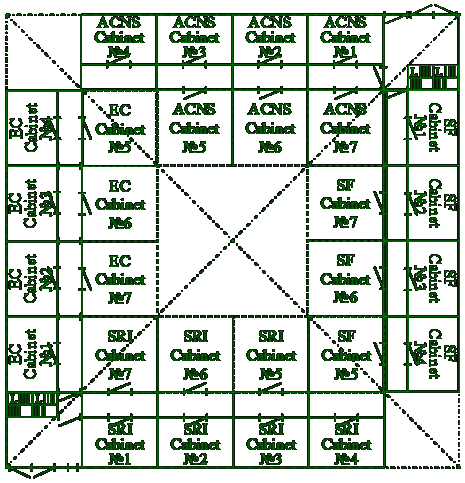 ACNS
Cabinet
№4
ACNS
Cabinet
№3
ACNS
Cabinet
№2
ACNS
Cabinet
№1
EC
Cabinet
№4
EC
Cabinet
№5
ACNS
Cabinet
№5
ACNS
Cabinet
№6
ACNS
Cabinet
№7
SF
Cabinet
№1
EC
Cabinet
№3
EC
Cabinet
№6
SF
Cabinet
№7
SF
Cabinet
№2
EC
Cabinet
№2
EC
Cabinet
№7
SF
Cabinet
№6
SF
Cabinet
№3
EC
Cabinet
№1
SRI
Cabinet
№7
SRI
Cabinet
№6
SRI
Cabinet
№5
SF
Cabinet
№5
SF
Cabinet
№4
SRI
Cabinet
№1
SRI
Cabinet
№2
SRI
Cabinet
№3
SRI
Cabinet
№4